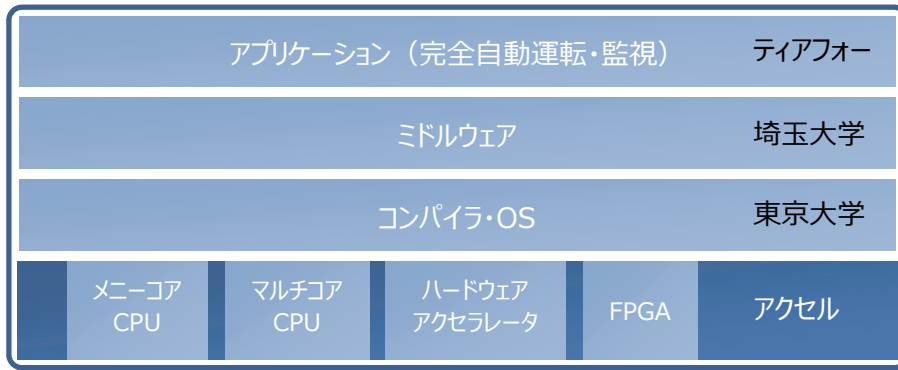 アプリケーション（完全自動運転・監視） ティアフォー
ミドルウェア 埼玉大学
コンパイラ・OS 東京大学
メニーコア
CPU
マルチコア
CPU
ハードウェア
アクセラレータ
FPGA
アクセル